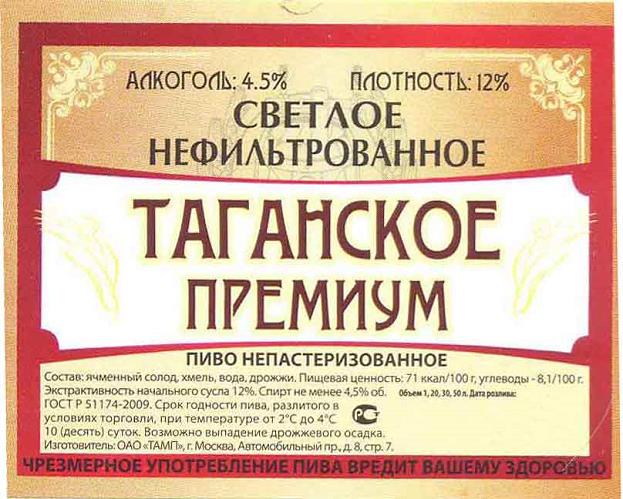 АЛКОГОЛЬ: 4.5% ПЛОТНОСТЬ: 12%
СВЕТЛОЕ
НЕФИЛЬТРОВАННОЕ
ТАГАНСКОЕ
ПРЕМИУМ
ПИВО НЕПАСТЕРИЗОВАННОЕ
Состав: ячменный солод, хмель, вода, дрожжи. Пищевая ценность: 71 ккал/100 г, углеводы - 8,1/100 г.
Экстрактивность начального сусла 12%. Спирт не менее 4,5% об. Объем 1, 20, 30, 50 л. Дата розлива:
ГОСТ Р 51174-2009. Срок годности пива, разлитого в
условиях торговли, при температуре от 2°С до 4°С
10 (десять) суток. Возможно выпадение дрожжевого осадка.
Изготовитель: ОАО «ТАМП», г. Москва, Автомобильный пр., д. 8, стр. 7.
ЧРЕЗМЕРНОЕ УПОТРЕБЛЕНИЕ ПИВА ВРЕДИТ ВАШЕМУ ЗДОРОВЬЮ